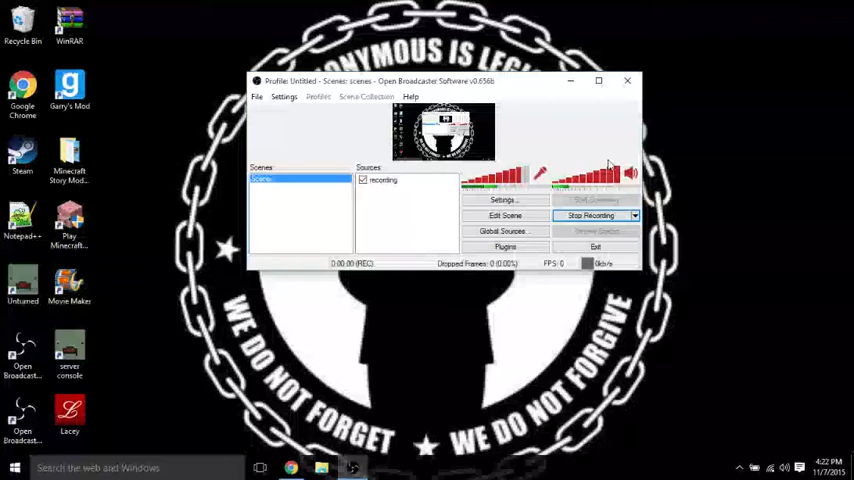 ANONYMOUS IS LEGI
Recycle Bin
WinRAR
Google
Chrome
Garry's Mod
Steam
Minecraft
Story Mod...
Notepad++
Play
Minecraft...
Unturned
Movie Maker
Open
Broadcast...
server
console
Open
Broadcast...
Lacey
Profile: Untitled - Scenes: scenes - Open Broadcaster Software v0.656b
File Settings Profiles Scene Collection Help
Scenes:
Scene
Sources:
recording
Settings...
Edit Scene
Stop Recording
Global Sources...
Plugins
Exit
0:00:00 (REC)
Dropped Frames: 0 (0.00%)
FPS: 0
0kb/s
WE DO NOT FORGET
WE DO NOT FORGIVE
Search the web and Windows
4:22 PM
11/7/2015